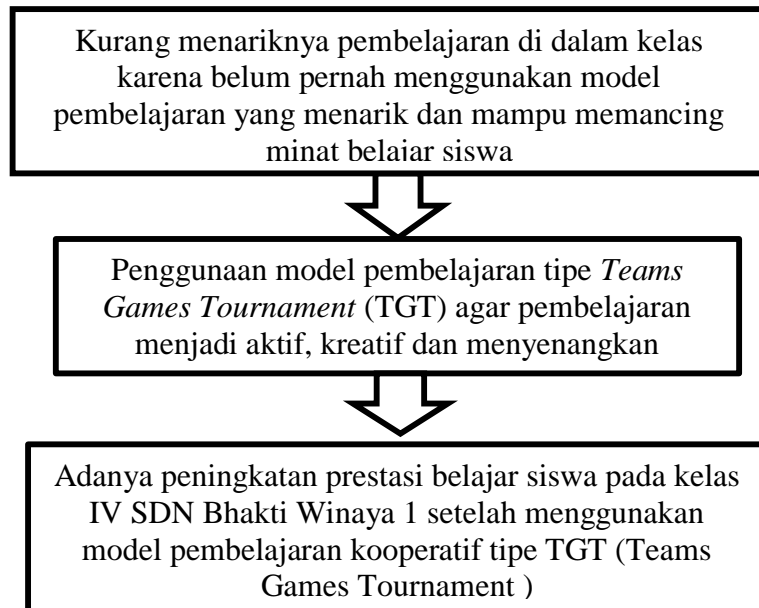 Kurang menariknya pembelajaran di dalam kelas
karena belum pernah menggunakan model
pembelajaran yang menarik dan mampu memancing
minat belajar siswa
Penggunaan model pembelajaran tipe Teams
Games Tournament (TGT) agar pembelajaran
menjadi aktif, kreatif dan menyenangkan
Adanya peningkatan prestasi belajar siswa pada kelas
IV SDN Bhakti Winaya 1 setelah menggunakan
model pembelajaran kooperatif tipe TGT (Teams
Games Tournament )